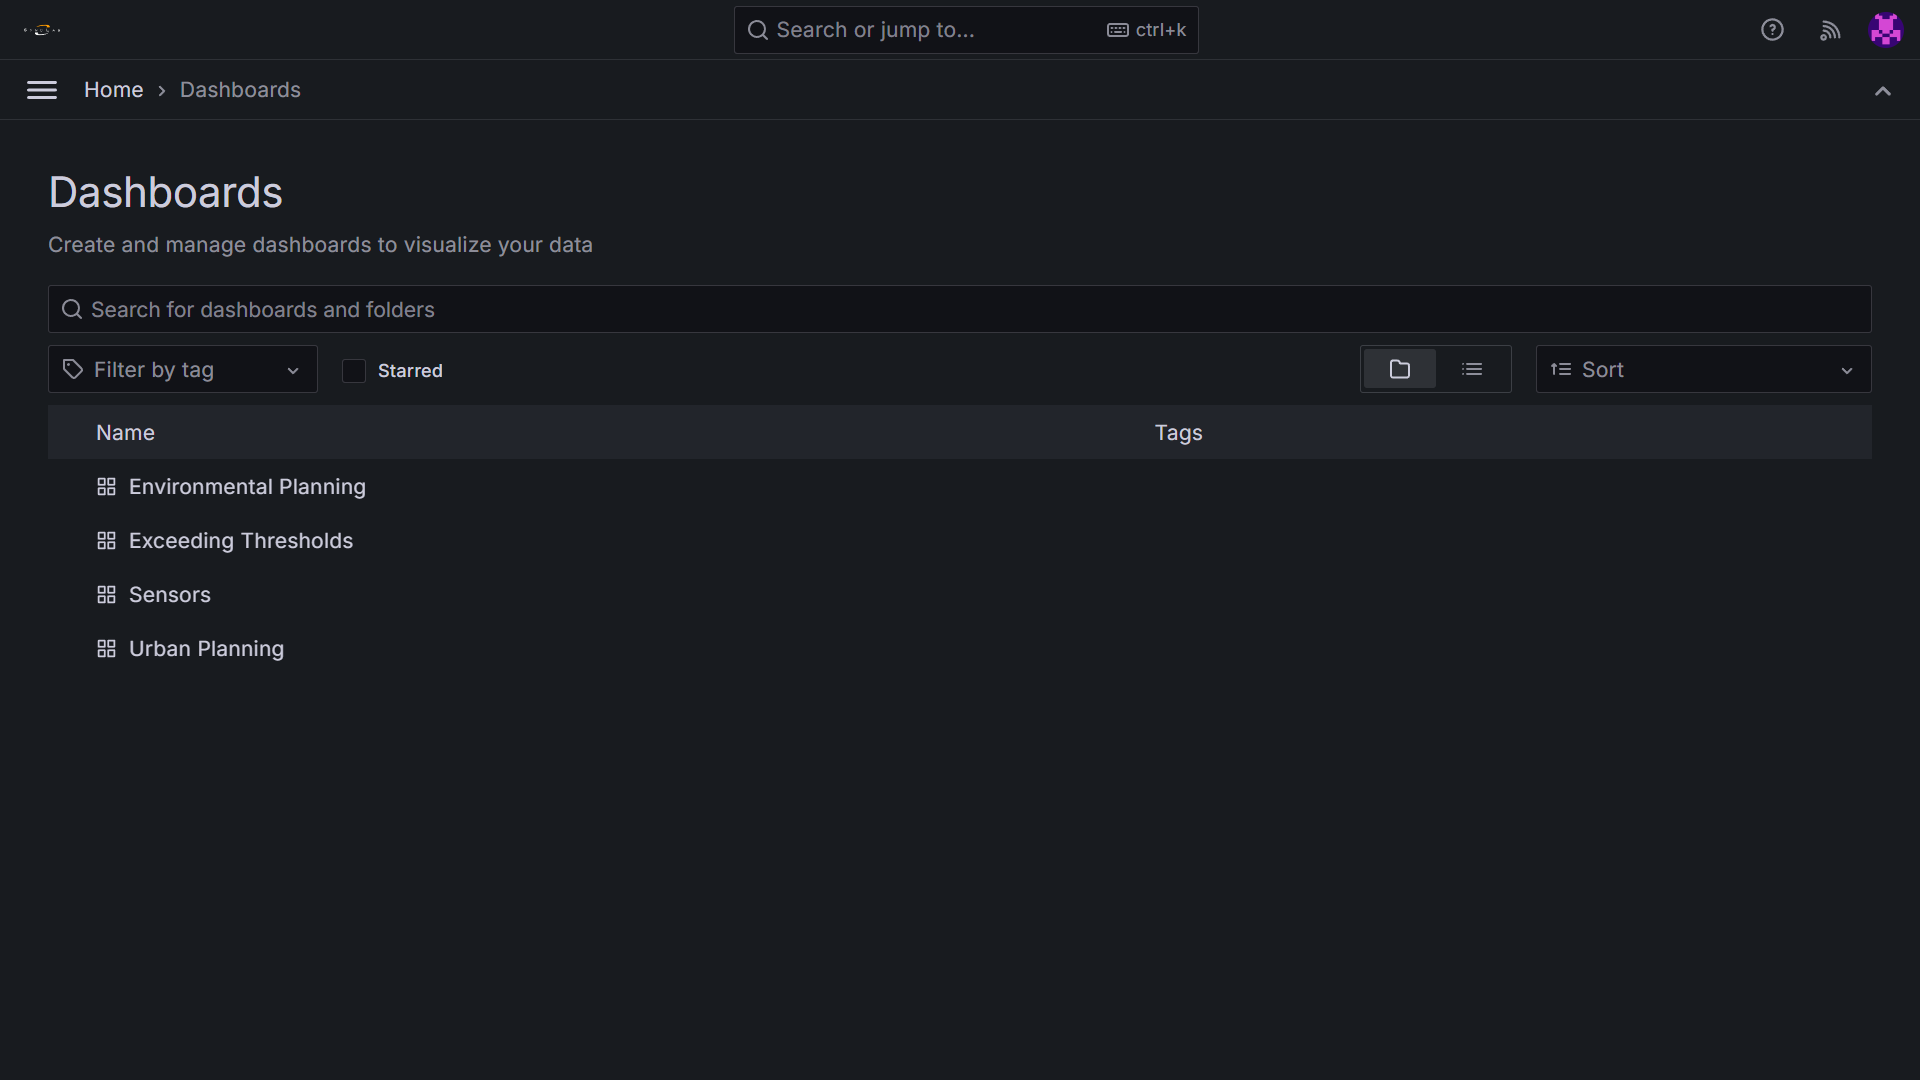 Search or jump to...
ctrl+k
Home
Dashboards
Dashboards
Create and manage dashboards to visualize your data
Search for dashboards and folders
Filter by tag
Starred
Sort
Name
Tags
Environmental Planning
Exceeding Thresholds
Sensors
Urban Planning